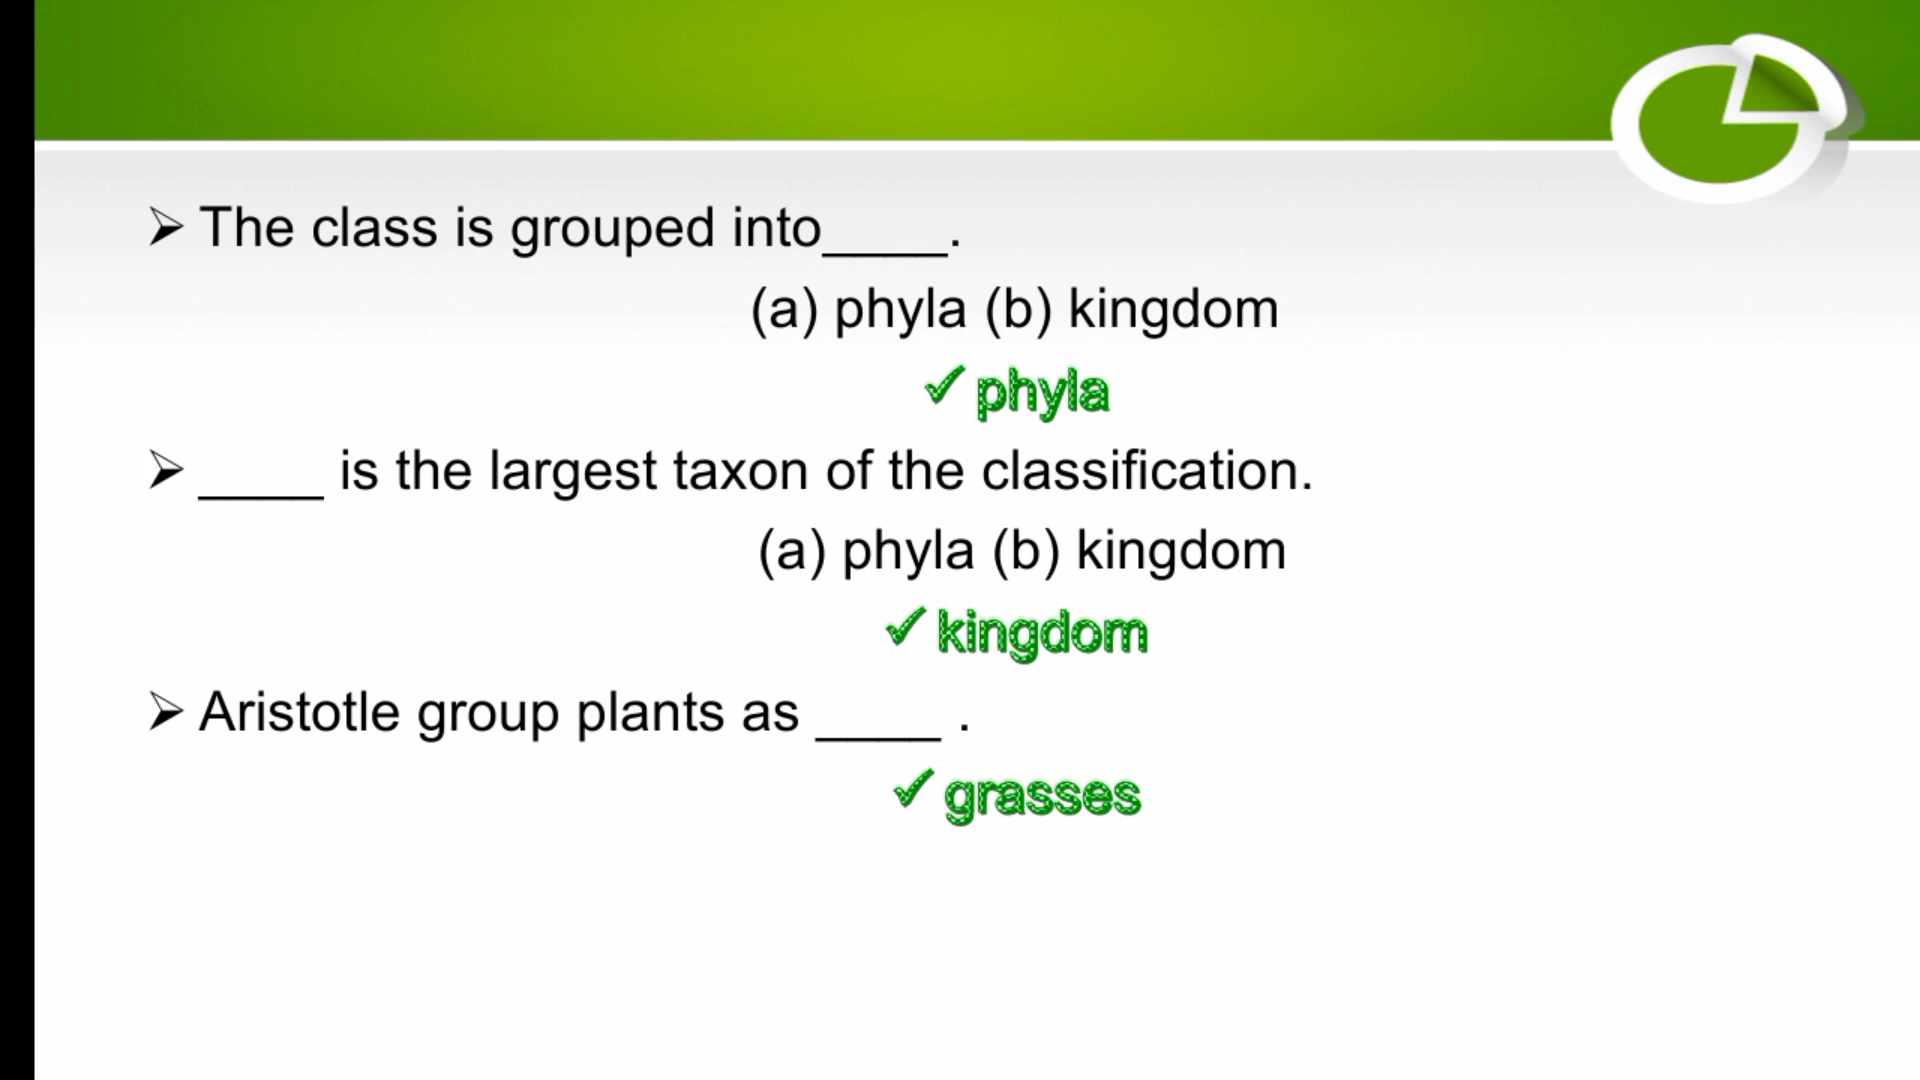 ➢ The class is grouped into____.
(a) phyla (b) kingdom
✓ phyla
➢ ____ is the largest taxon of the classification.
(a) phyla (b) kingdom
✓ kingdom
➢ Aristotle group plants as ____ .
✓ grasses